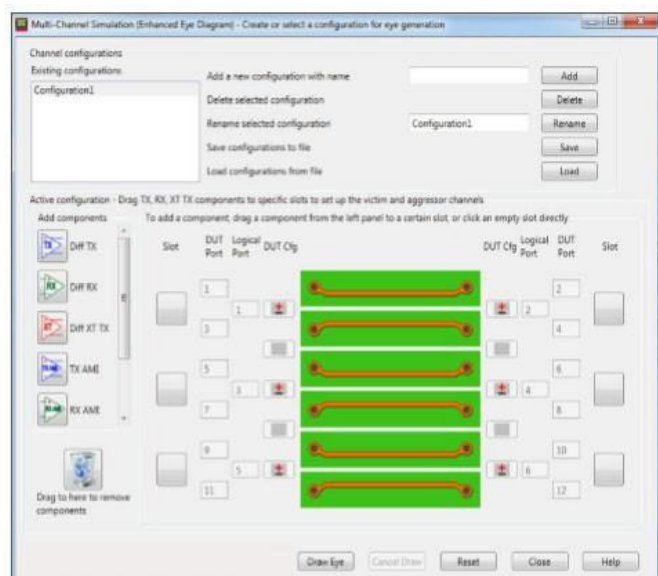 Multi-Channel Simulation (Enhanced Eye Diagram) - Create or select a configuration for eye generation
Channel configurations
Existing configurations
Configuration1
Add a new configuration with name
Add
Delete selected configuration
Delete
Rename selected configuration
Configuration1
Rename
Save configurations to file
Save
Load configurations from file
Load
Active configuration - Drag TX, RX, XT TX components to specific slots to set up the victim and aggressor channels
Add components
To add a component, drag a component from the left panel to a certain slot, or click an empty slot directly
TX Diff TX
RX Diff RX
XT Diff XT TX
TX AMI
RX AMI
Drag to here to remove
components
Slot
DUT Port
Logical Port
DUT Cfg
DUT Cfg
Logical Port
DUT Port
Slot
1 2
1 2
3 4
5 6
3 4
7 8
9 10
5 6
11 12
Draw Eye
Cancel Draw
Reset
Close
Help